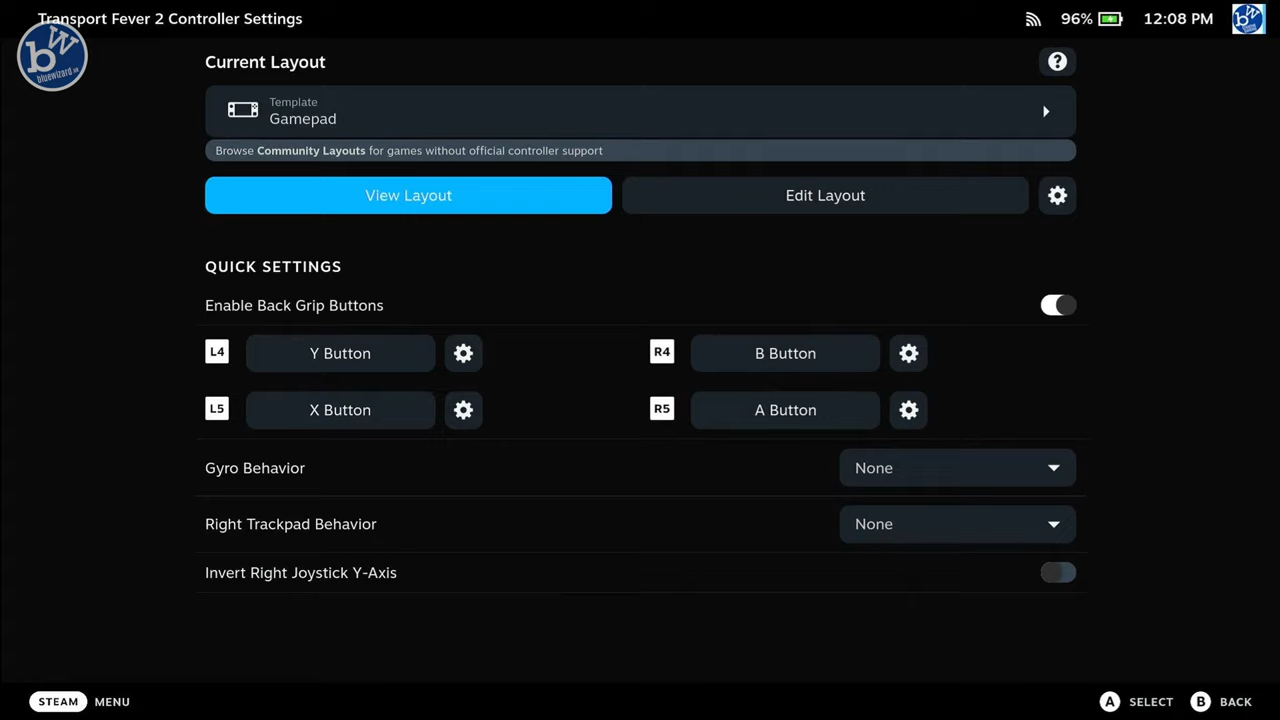 Transport Fever 2 Controller Settings
96%
12:08 PM
bw
bluewizard
Current Layout
?
Template
Gamepad
Browse Community Layouts for games without official controller support
View Layout
Edit Layout
QUICK SETTINGS
Enable Back Grip Buttons
L4 Y Button
R4 B Button
L5 X Button
R5 A Button
Gyro Behavior
None
Right Trackpad Behavior
None
Invert Right Joystick Y-Axis
STEAM MENU
A SELECT B BACK